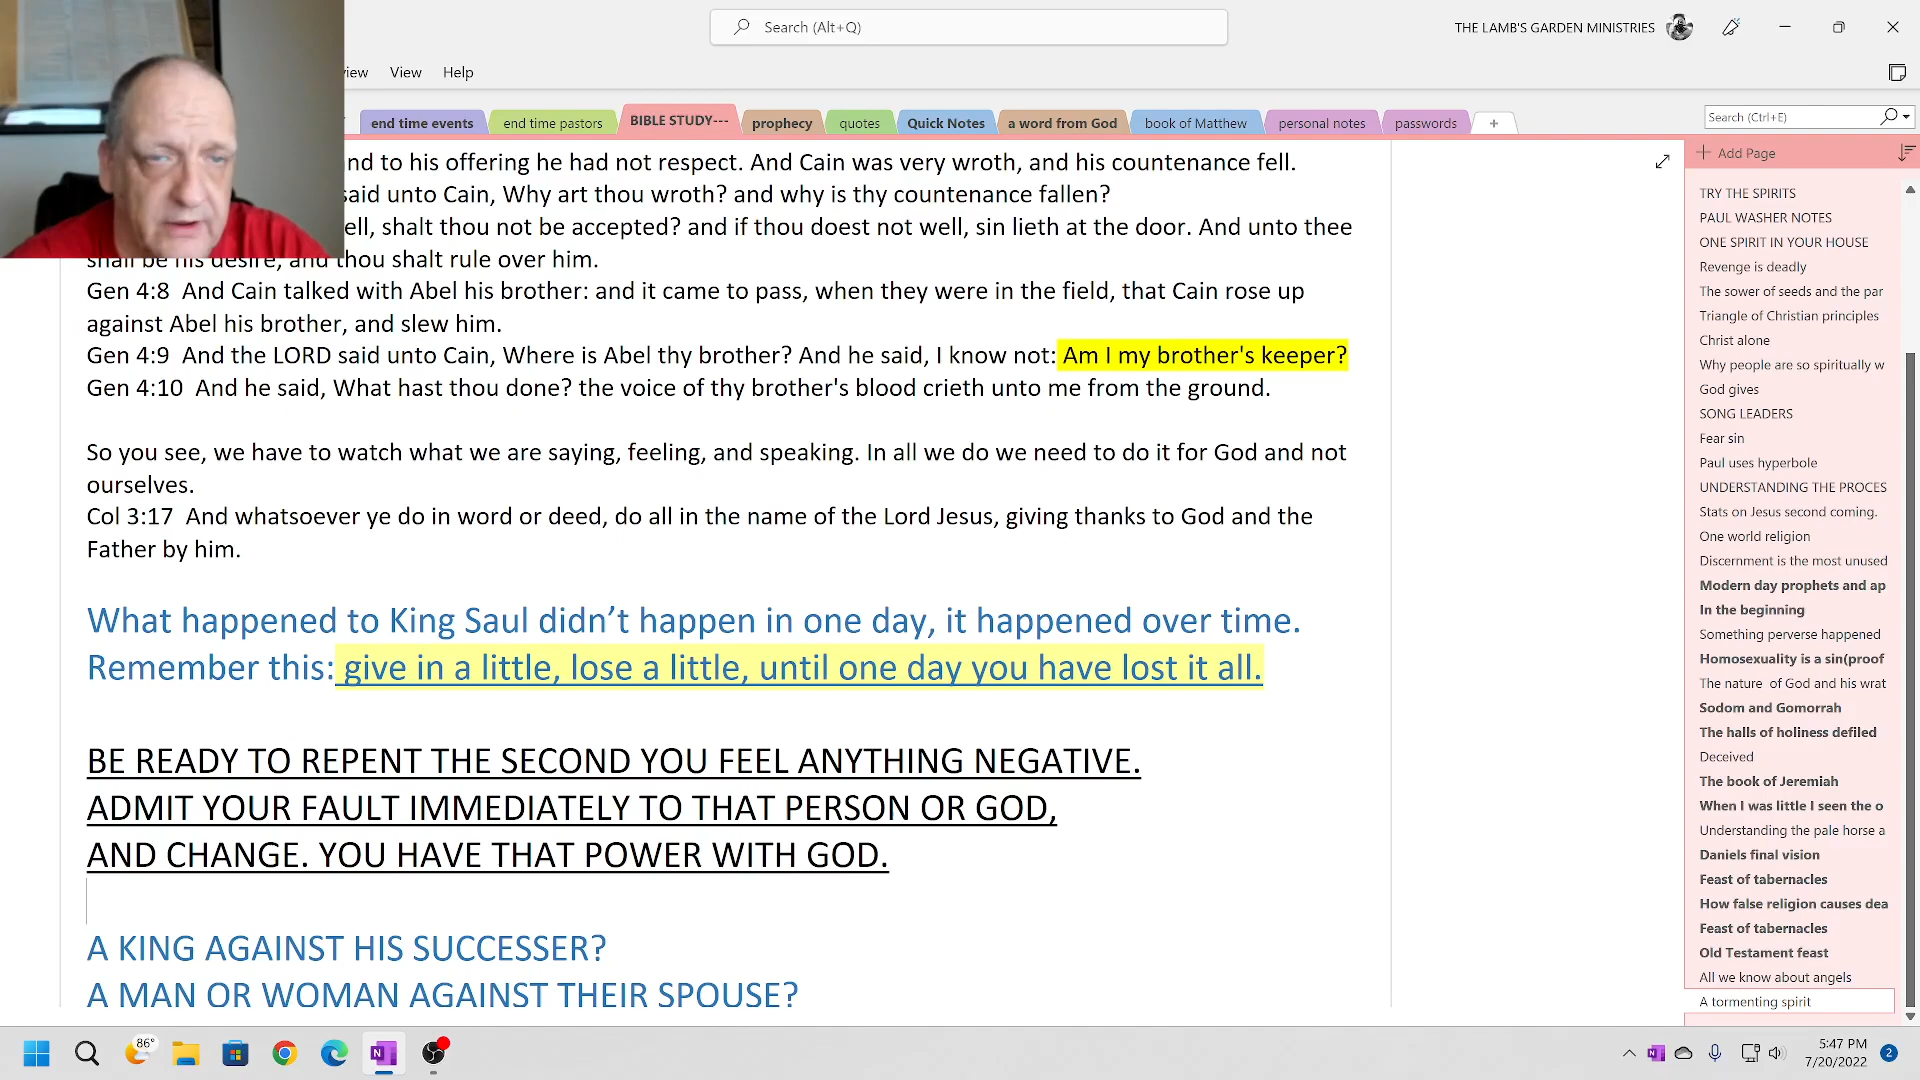 Search (Alt+Q)
THE LAMB'S GARDEN MINISTRIES
View
Help
end time events
end time pastors
BIBLE STUDY---
prophecy
quotes
Quick Notes
a word from God
book of Matthew
personal notes
passwords
Search (Ctrl+E)
nd to his offering he had not respect. And Cain was very wroth, and his countenance fell.
said unto Cain, Why art thou wroth? and why is thy countenance fallen?
ell, shalt thou not be accepted? and if thou doest not well, sin lieth at the door. And unto thee
shall be his desire, and thou shalt rule over him.
Gen 4:8 And Cain talked with Abel his brother: and it came to pass, when they were in the field, that Cain rose up
against Abel his brother, and slew him.
Gen 4:9 And the LORD said unto Cain, Where is Abel thy brother? And he said, I know not: Am I my brother's keeper?
Gen 4:10 And he said, What hast thou done? the voice of thy brother's blood crieth unto me from the ground.
So you see, we have to watch what we are saying, feeling, and speaking. In all we do we need to do it for God and not
ourselves.
Col 3:17 And whatsoever ye do in word or deed, do all in the name of the Lord Jesus, giving thanks to God and the
Father by him.
What happened to King Saul didn’t happen in one day, it happened over time.
Remember this: give in a little, lose a little, until one day you have lost it all.
BE READY TO REPENT THE SECOND YOU FEEL ANYTHING NEGATIVE.
ADMIT YOUR FAULT IMMEDIATELY TO THAT PERSON OR GOD,
AND CHANGE. YOU HAVE THAT POWER WITH GOD.
A KING AGAINST HIS SUCCESSER?
A MAN OR WOMAN AGAINST THEIR SPOUSE?
Add Page
TRY THE SPIRITS
PAUL WASHER NOTES
ONE SPIRIT IN YOUR HOUSE
Revenge is deadly
The sower of seeds and the par
Triangle of Christian principles
Christ alone
Why people are so spiritually w
God gives
SONG LEADERS
Fear sin
Paul uses hyperbole
UNDERSTANDING THE PROCES
Stats on Jesus second coming.
One world religion
Discernment is the most unused
Modern day prophets and ap
In the beginning
Something perverse happened
Homosexuality is a sin(proof
The nature of God and his wrat
Sodom and Gomorrah
The halls of holiness defiled
Deceived
The book of Jeremiah
When I was little I seen the o
Understanding the pale horse a
Daniels final vision
Feast of tabernacles
How false religion causes dea
Feast of tabernacles
Old Testament feast
All we know about angels
A tormenting spirit
86°
5:47 PM
7/20/2022
2